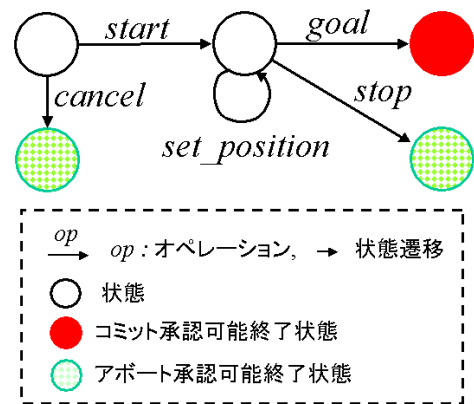 start
goal
cancel
stop
set_position
op
op : オペレーション, → 状態遷移
状態
コミット承認可能終了状態
アボート承認可能終了状態